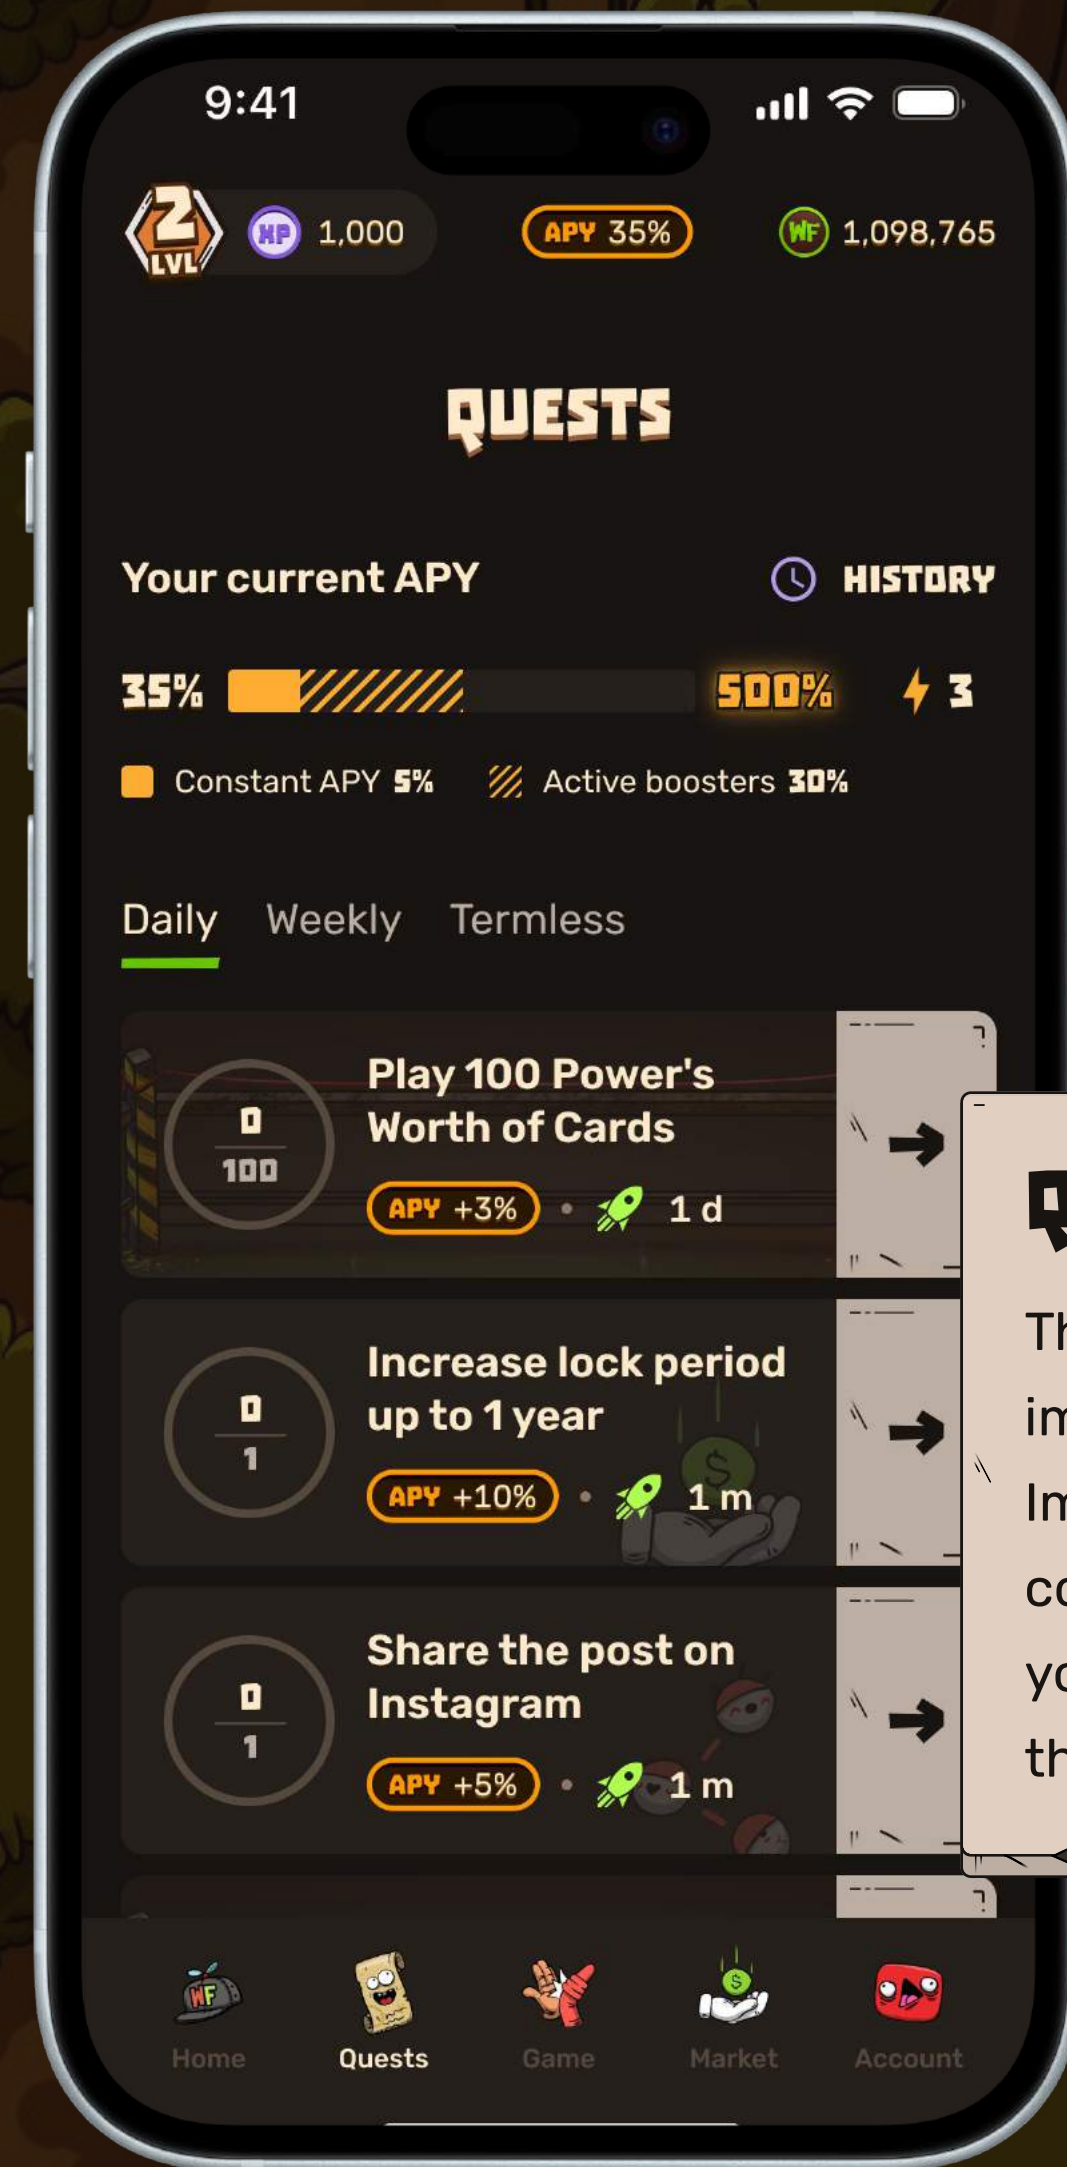 9:41
2
LVL
XP 1,000
APY 35%
WF 1,098,765
QUESTS
Your current APY
HISTORY
35%
500%
3
Constant APY 5%
Active boosters 30%
Daily Weekly Termless
0
100
Play 100 Power's
Worth of Cards
APY +3% • 1 d
0
1
Increase lock period
up to 1 year
$
APY +10% • 1 m
0
1
Share the post on
Instagram
APY +5% • 1 m
WF
$
Home Quests Game Market Account